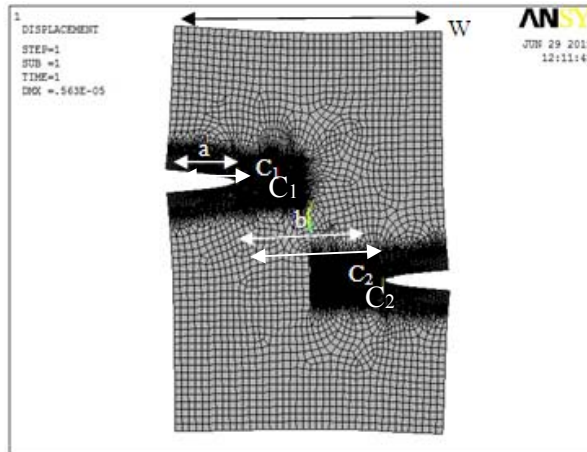 1
DISPLACEMENT
STEP=1
SUB =1
TIME=1
DMX =.563E-05
W
ANSY
JUN 29 201
12:11:4
a
C1
C1
b
C2
C2